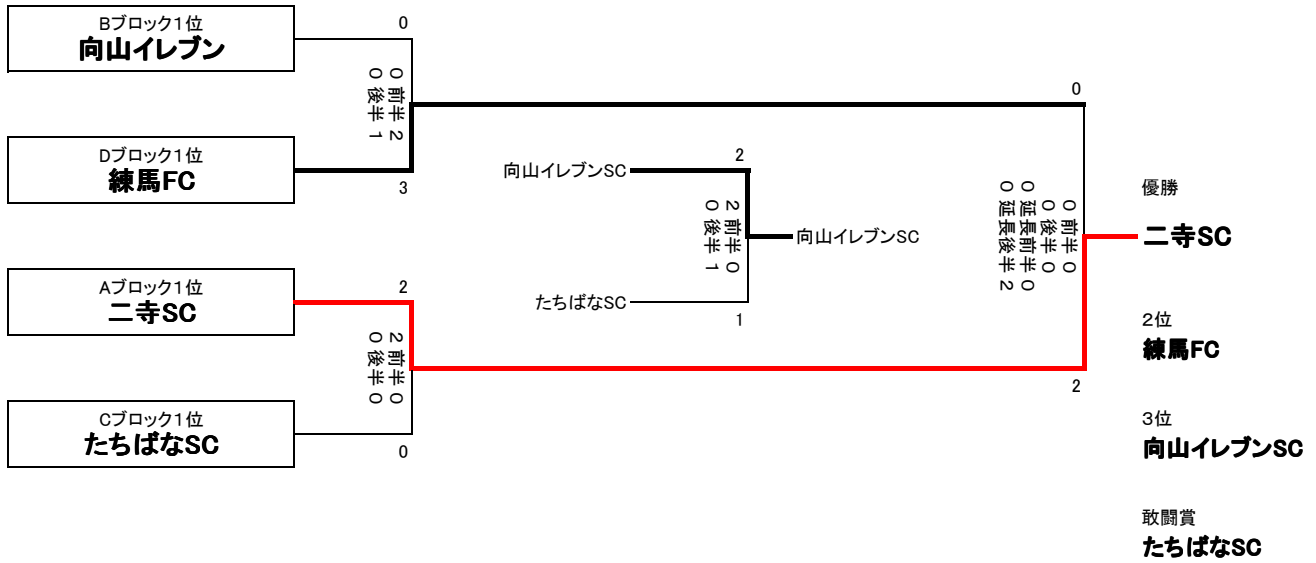 Bブロック1位
向山イレブン
0
0 前半 2
0 後半 1
Dブロック1位
練馬FC
3
Aブロック1位
二寺SC
2
2 前半 0
0 後半 0
Cブロック1位
たちばなSC
0
向山イレブンSC
2
2 前半 0
0 後半 1
向山イレブンSC
たちばなSC
1
0
0 前半 0
0 後半 0
0 延長前半 0
0 延長後半 2
2
優勝
二寺SC
2位
練馬FC
3位
向山イレブンSC
敢闘賞
たちばなSC